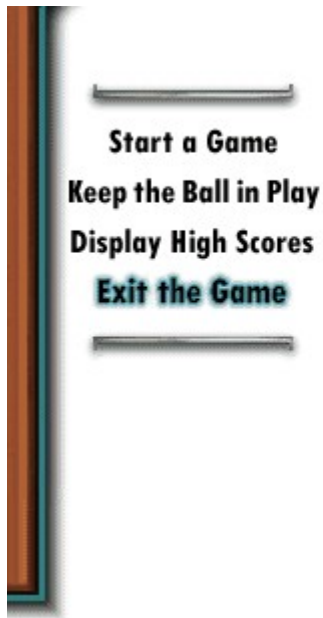 Start a Game
Keep the Ball in Play
Display High Scores
Exit the Game